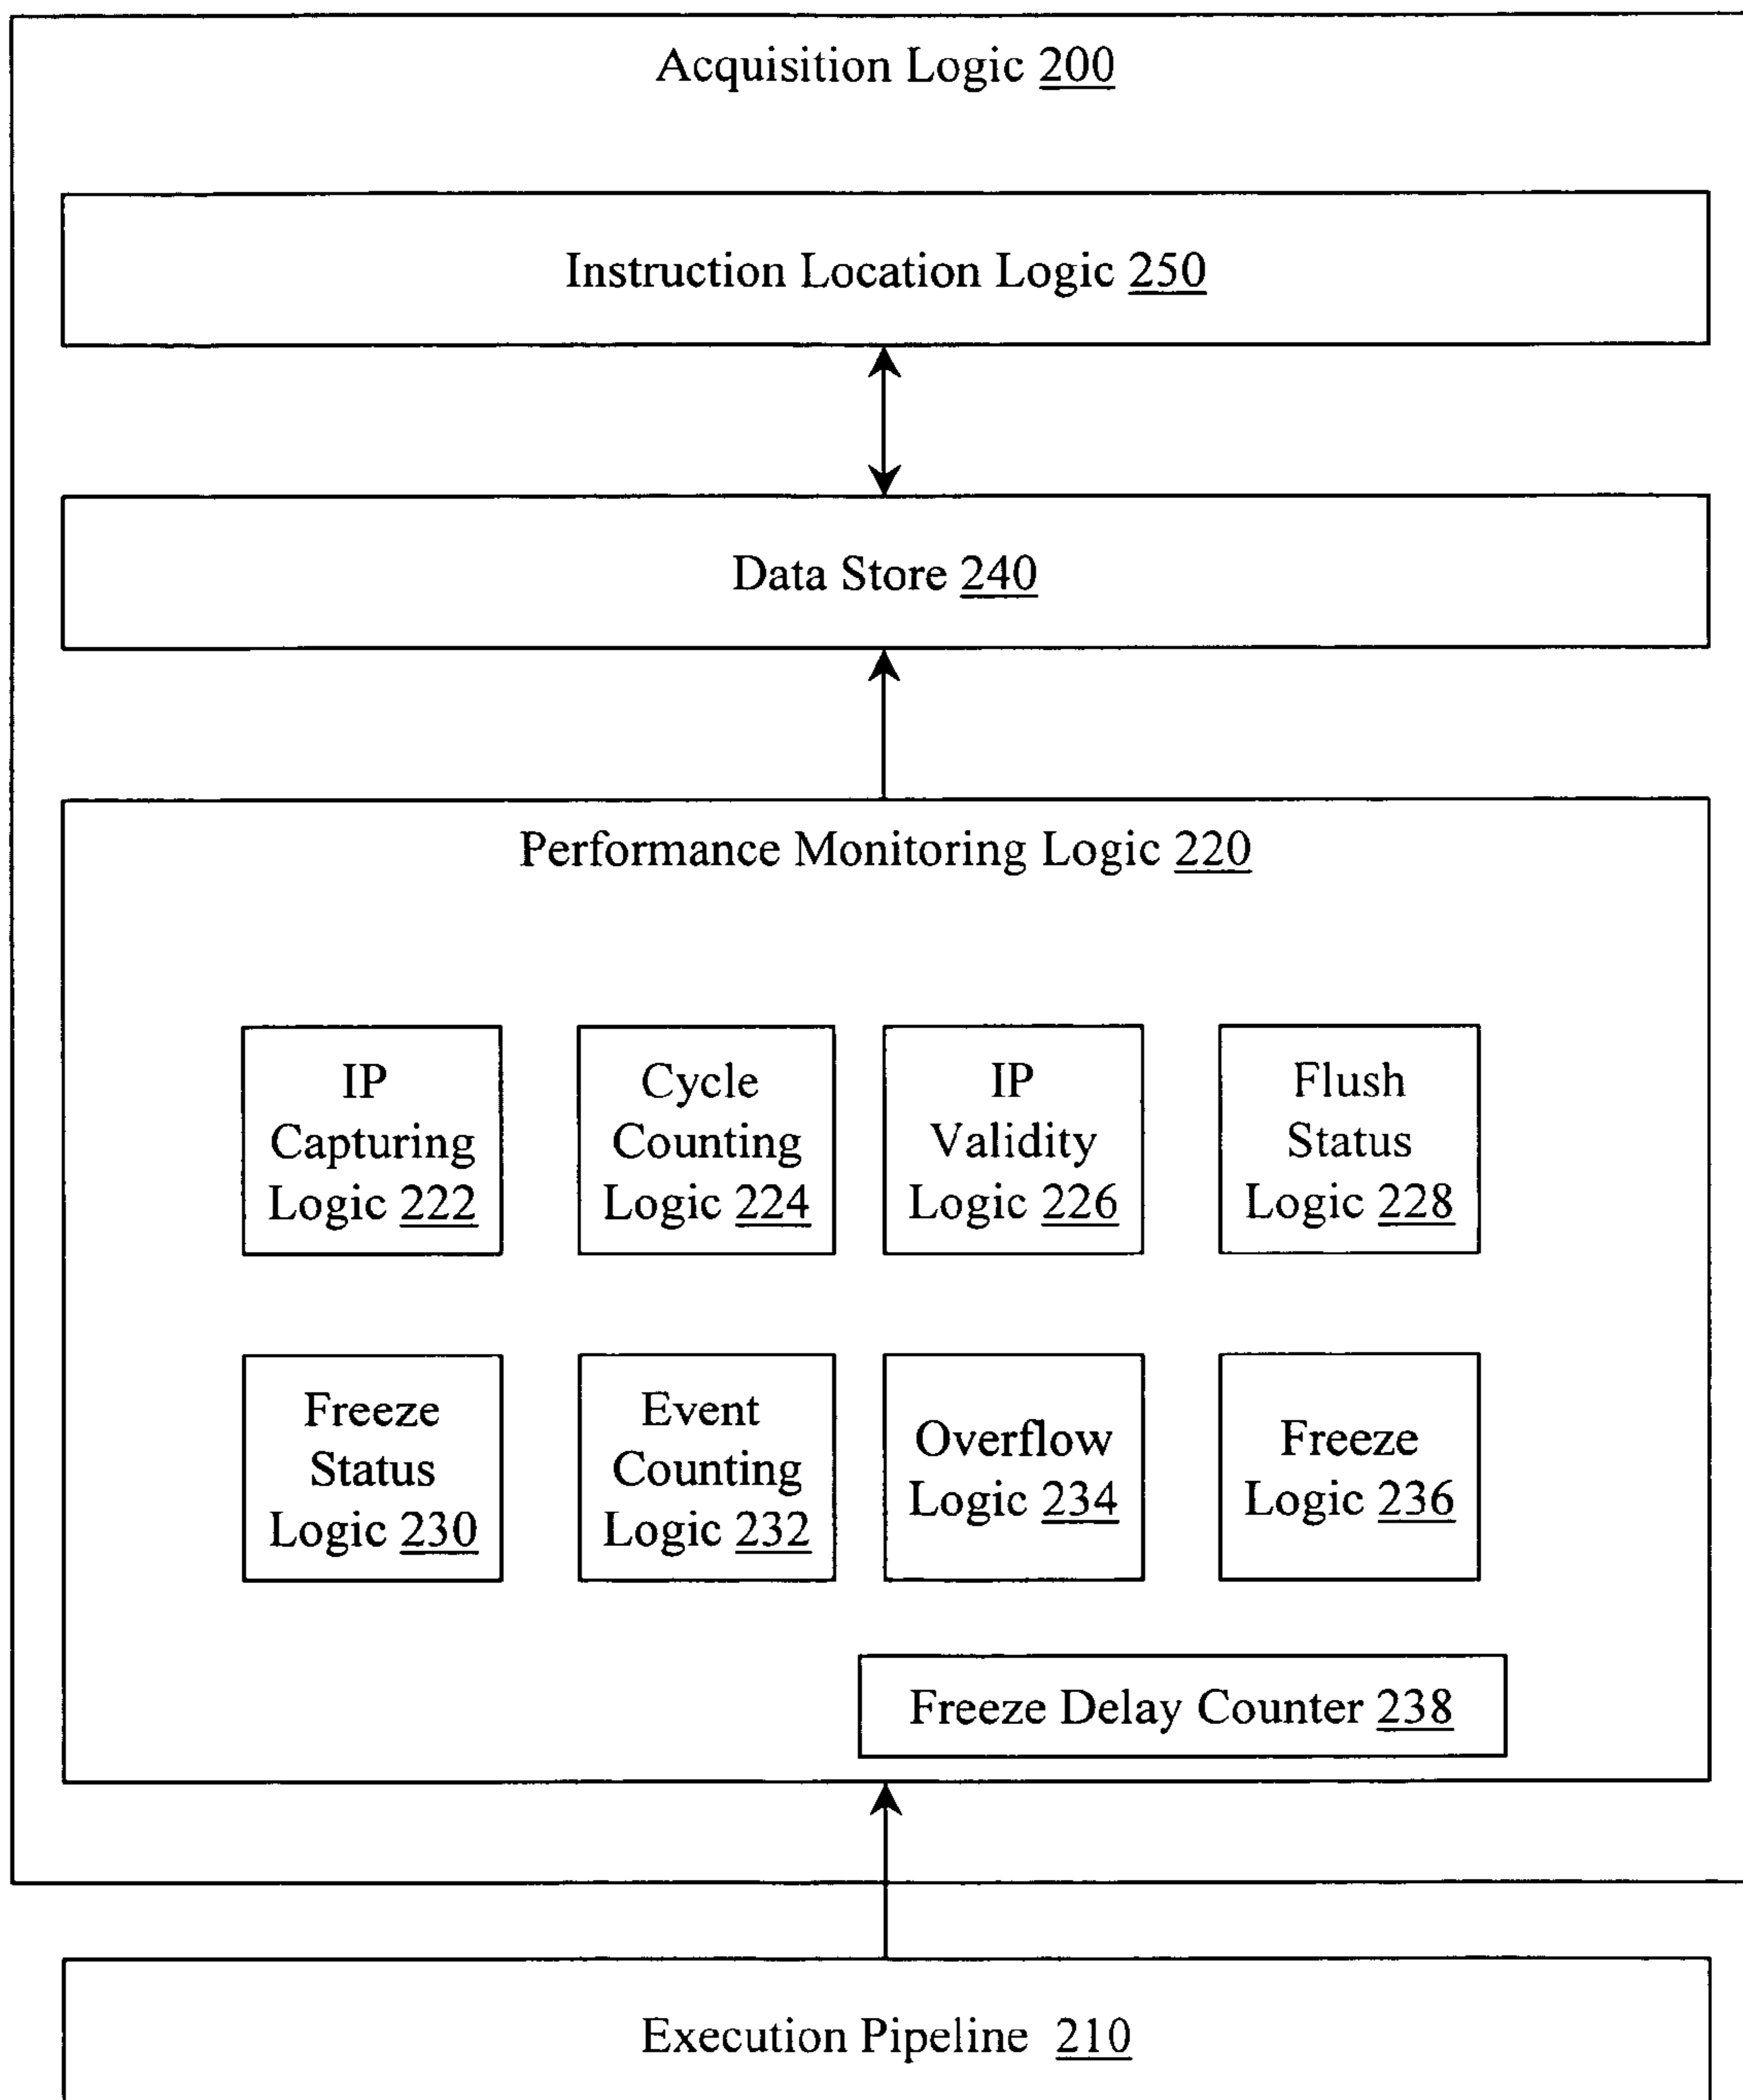 Acquisition Logic 200
Instruction Location Logic 250
Data Store 240
Performance Monitoring Logic 220
IP
Capturing
Logic 222
Cycle
Counting
Logic 224
IP
Validity
Logic 226
Flush
Status
Logic 228
Freeze
Status
Logic 230
Event
Counting
Logic 232
Overflow
Logic 234
Freeze
Logic 236
Freeze Delay Counter 238
Execution Pipeline 210